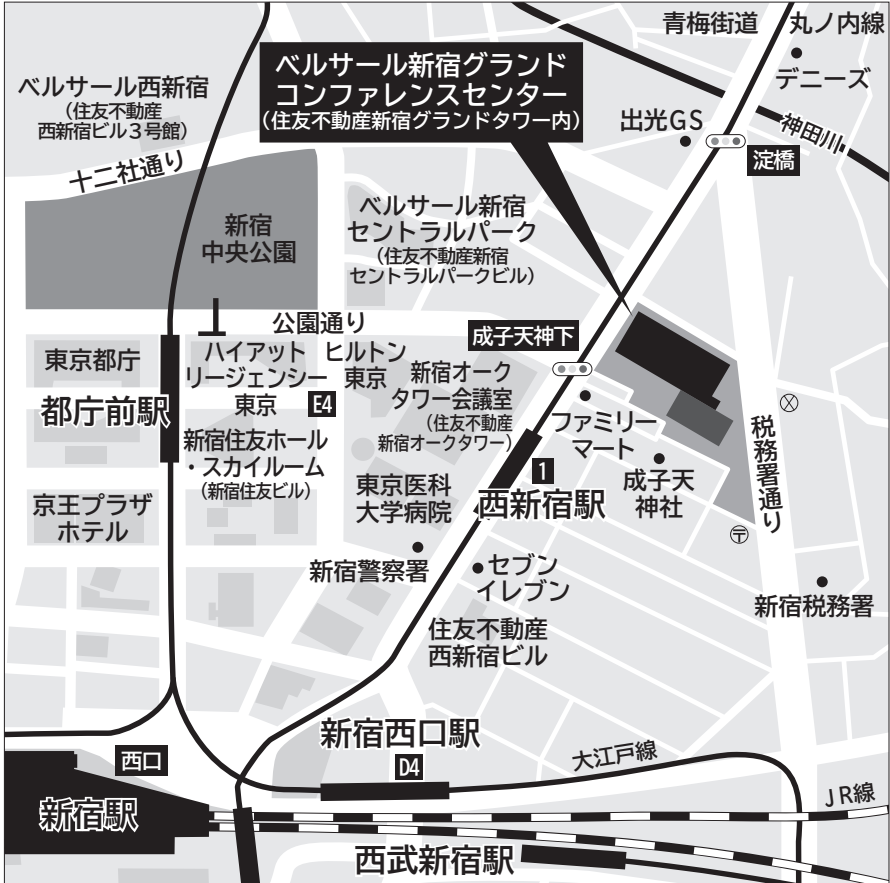 青梅街道
丸ノ内線
デニーズ
ベルサール新宿グランド
コンファレンスセンター
(住友不動産新宿グランドタワー内)
ベルサール西新宿
(住友不動産
西新宿ビル3号館)
出光GS
神田川
淀橋
十二社通り
新宿
中央公園
ベルサール新宿
セントラルパーク
(住友不動産新宿
セントラルパークビル)
公園通り
成子天神下
東京都庁
ハイアット
リージェンシー
東京
ヒルトン
東京
E4
新宿オーク
タワー会議室
(住友不動産
新宿オークタワー)
都庁前駅
ファミリー
マート
税務署通り
新宿住友ホール
・スカイルーム
(新宿住友ビル)
1
西新宿駅
成子天
神社
東京医科
大学病院
京王プラザ
ホテル
〒
新宿警察署
セブン
イレブン
新宿税務署
住友不動産
西新宿ビル
新宿西口駅
D4
西口
大江戸線
JR線
新宿駅
西武新宿駅